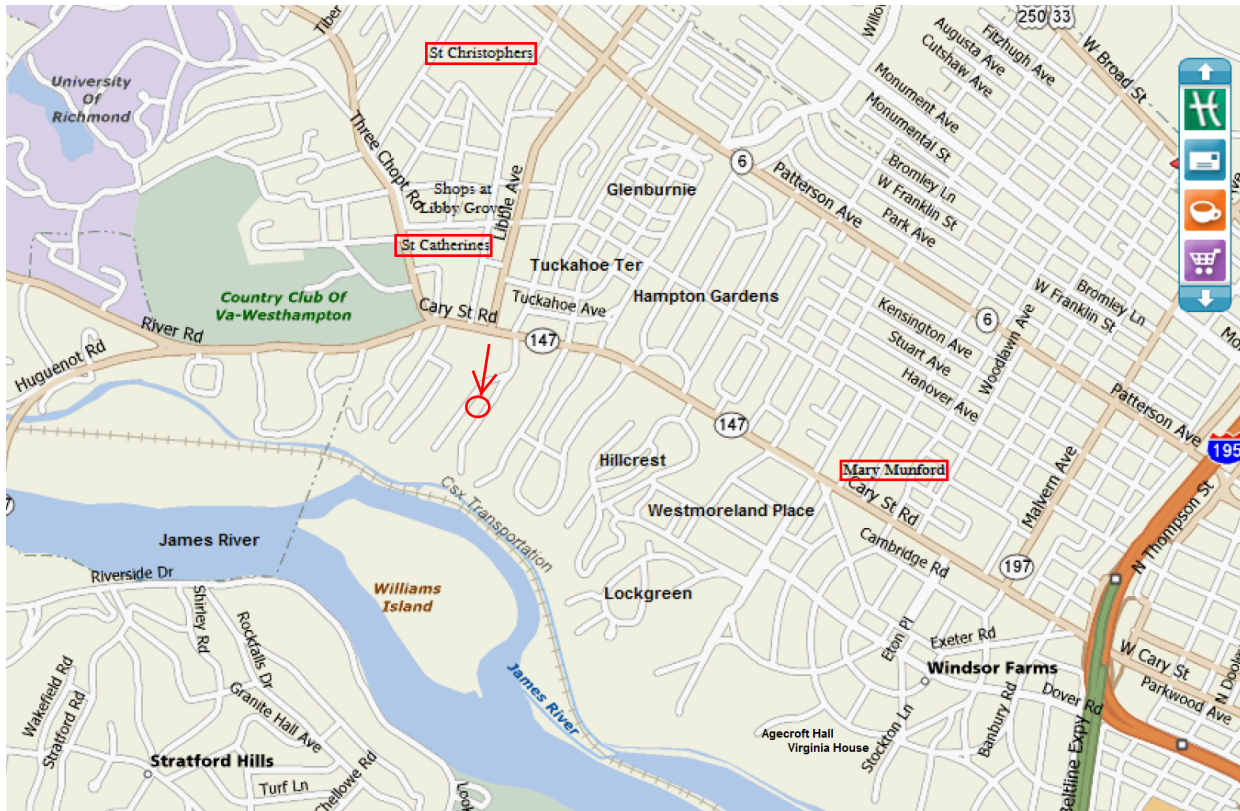 Tiber
250 33
Willow
Augusta Ave
Fitzhugh Ave
Cutshaw Ave
W Broad St
St Christophers
University
Of
Richmond
Three Chopt Rd
Monument Ave
Monumental St
6
Bromley Ln
W Franklin St
Park Ave
Patterson Ave
Shops at
Libby/Grove
Libbie Ave
Glenburnie
St Catherines
Tuckahoe Ter
Hampton Gardens
Tuckahoe Ave
Country Club Of
Va-Westhampton
Cary St Rd
River Rd
Huguenot Rd
147
Bromley Ln
W Franklin St
6
Kensington Ave
Stuart Ave
Hanover Ave
Woodlawn Ave
Patterson Ave
147
195
Hillcrest
Mary Munford
Cary St Rd
Malvern Ave
N Thompson St
Csx Transportation
Westmoreland Place
James River
Cambridge Rd
197
Riverside Dr
Shirley Rd
Rockfalls Dr
Williams
Island
Lockgreen
Eton Pl
Exeter Rd
W Cary St
Parkwood Ave
Windsor Farms
Dover Rd
Banbury Rd
Stockton Ln
James River
Wakefield Rd
Stratford Rd
Granite Hall Ave
Agecroft Hall
Virginia House
Stratford Hills
Turf Ln